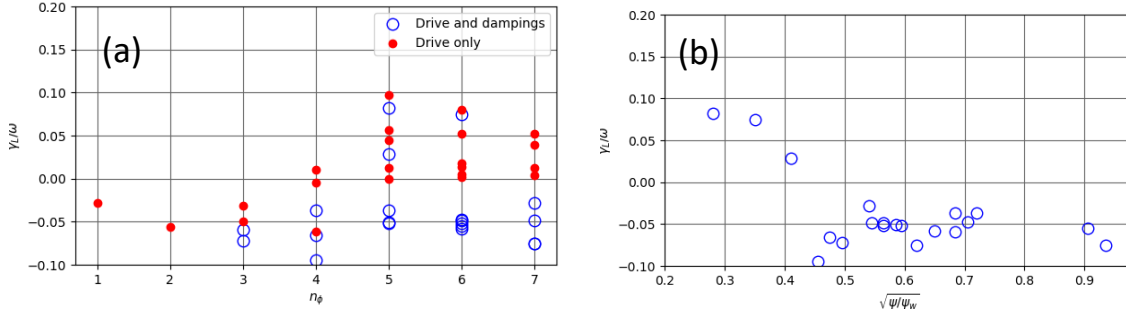 (a)
Drive and dampings
Drive only
γL/ω
0.20
0.15
0.10
0.05
0.00
−0.05
−0.10
1 2 3 4 5 6 7
nϕ
(b)
γL/ω
0.20
0.15
0.10
0.05
0.00
−0.05
−0.10
0.2 0.3 0.4 0.5 0.6 0.7 0.8 0.9
√ψ/ψw